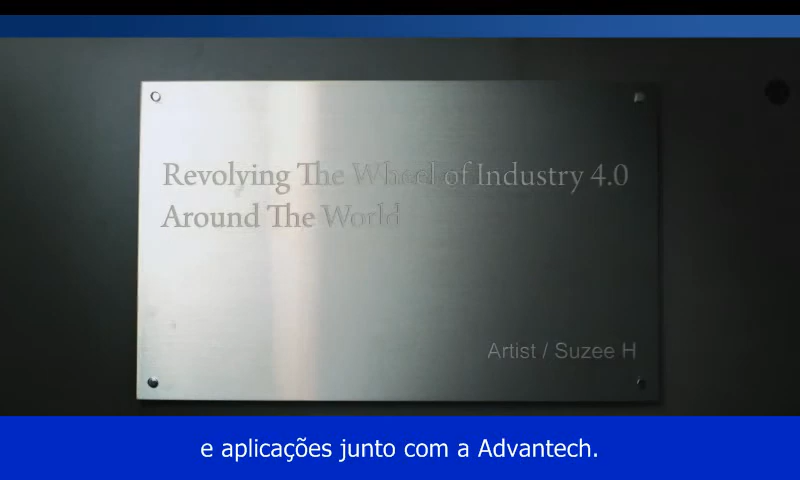 Revolving The Wheel of Industry 4.0
Around The World
Artist / Suzee H
e aplicações junto com a Advantech.